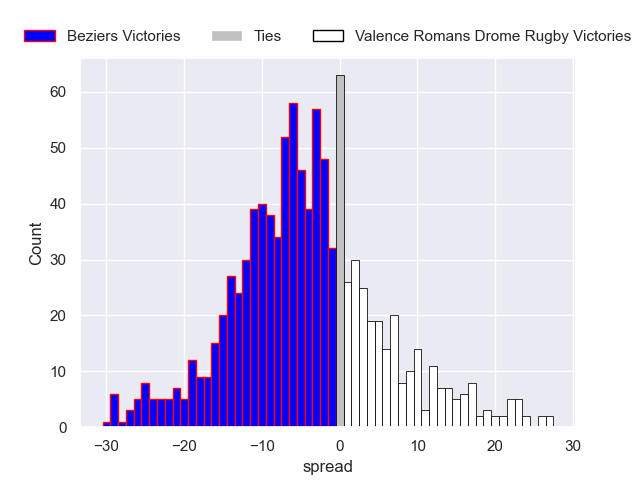 Beziers Victories Ties Valence Romans Drome Rugby Victories
60
50
40
30
20
10
0
Count
−30 −20 −10 0 10 20 30
spread